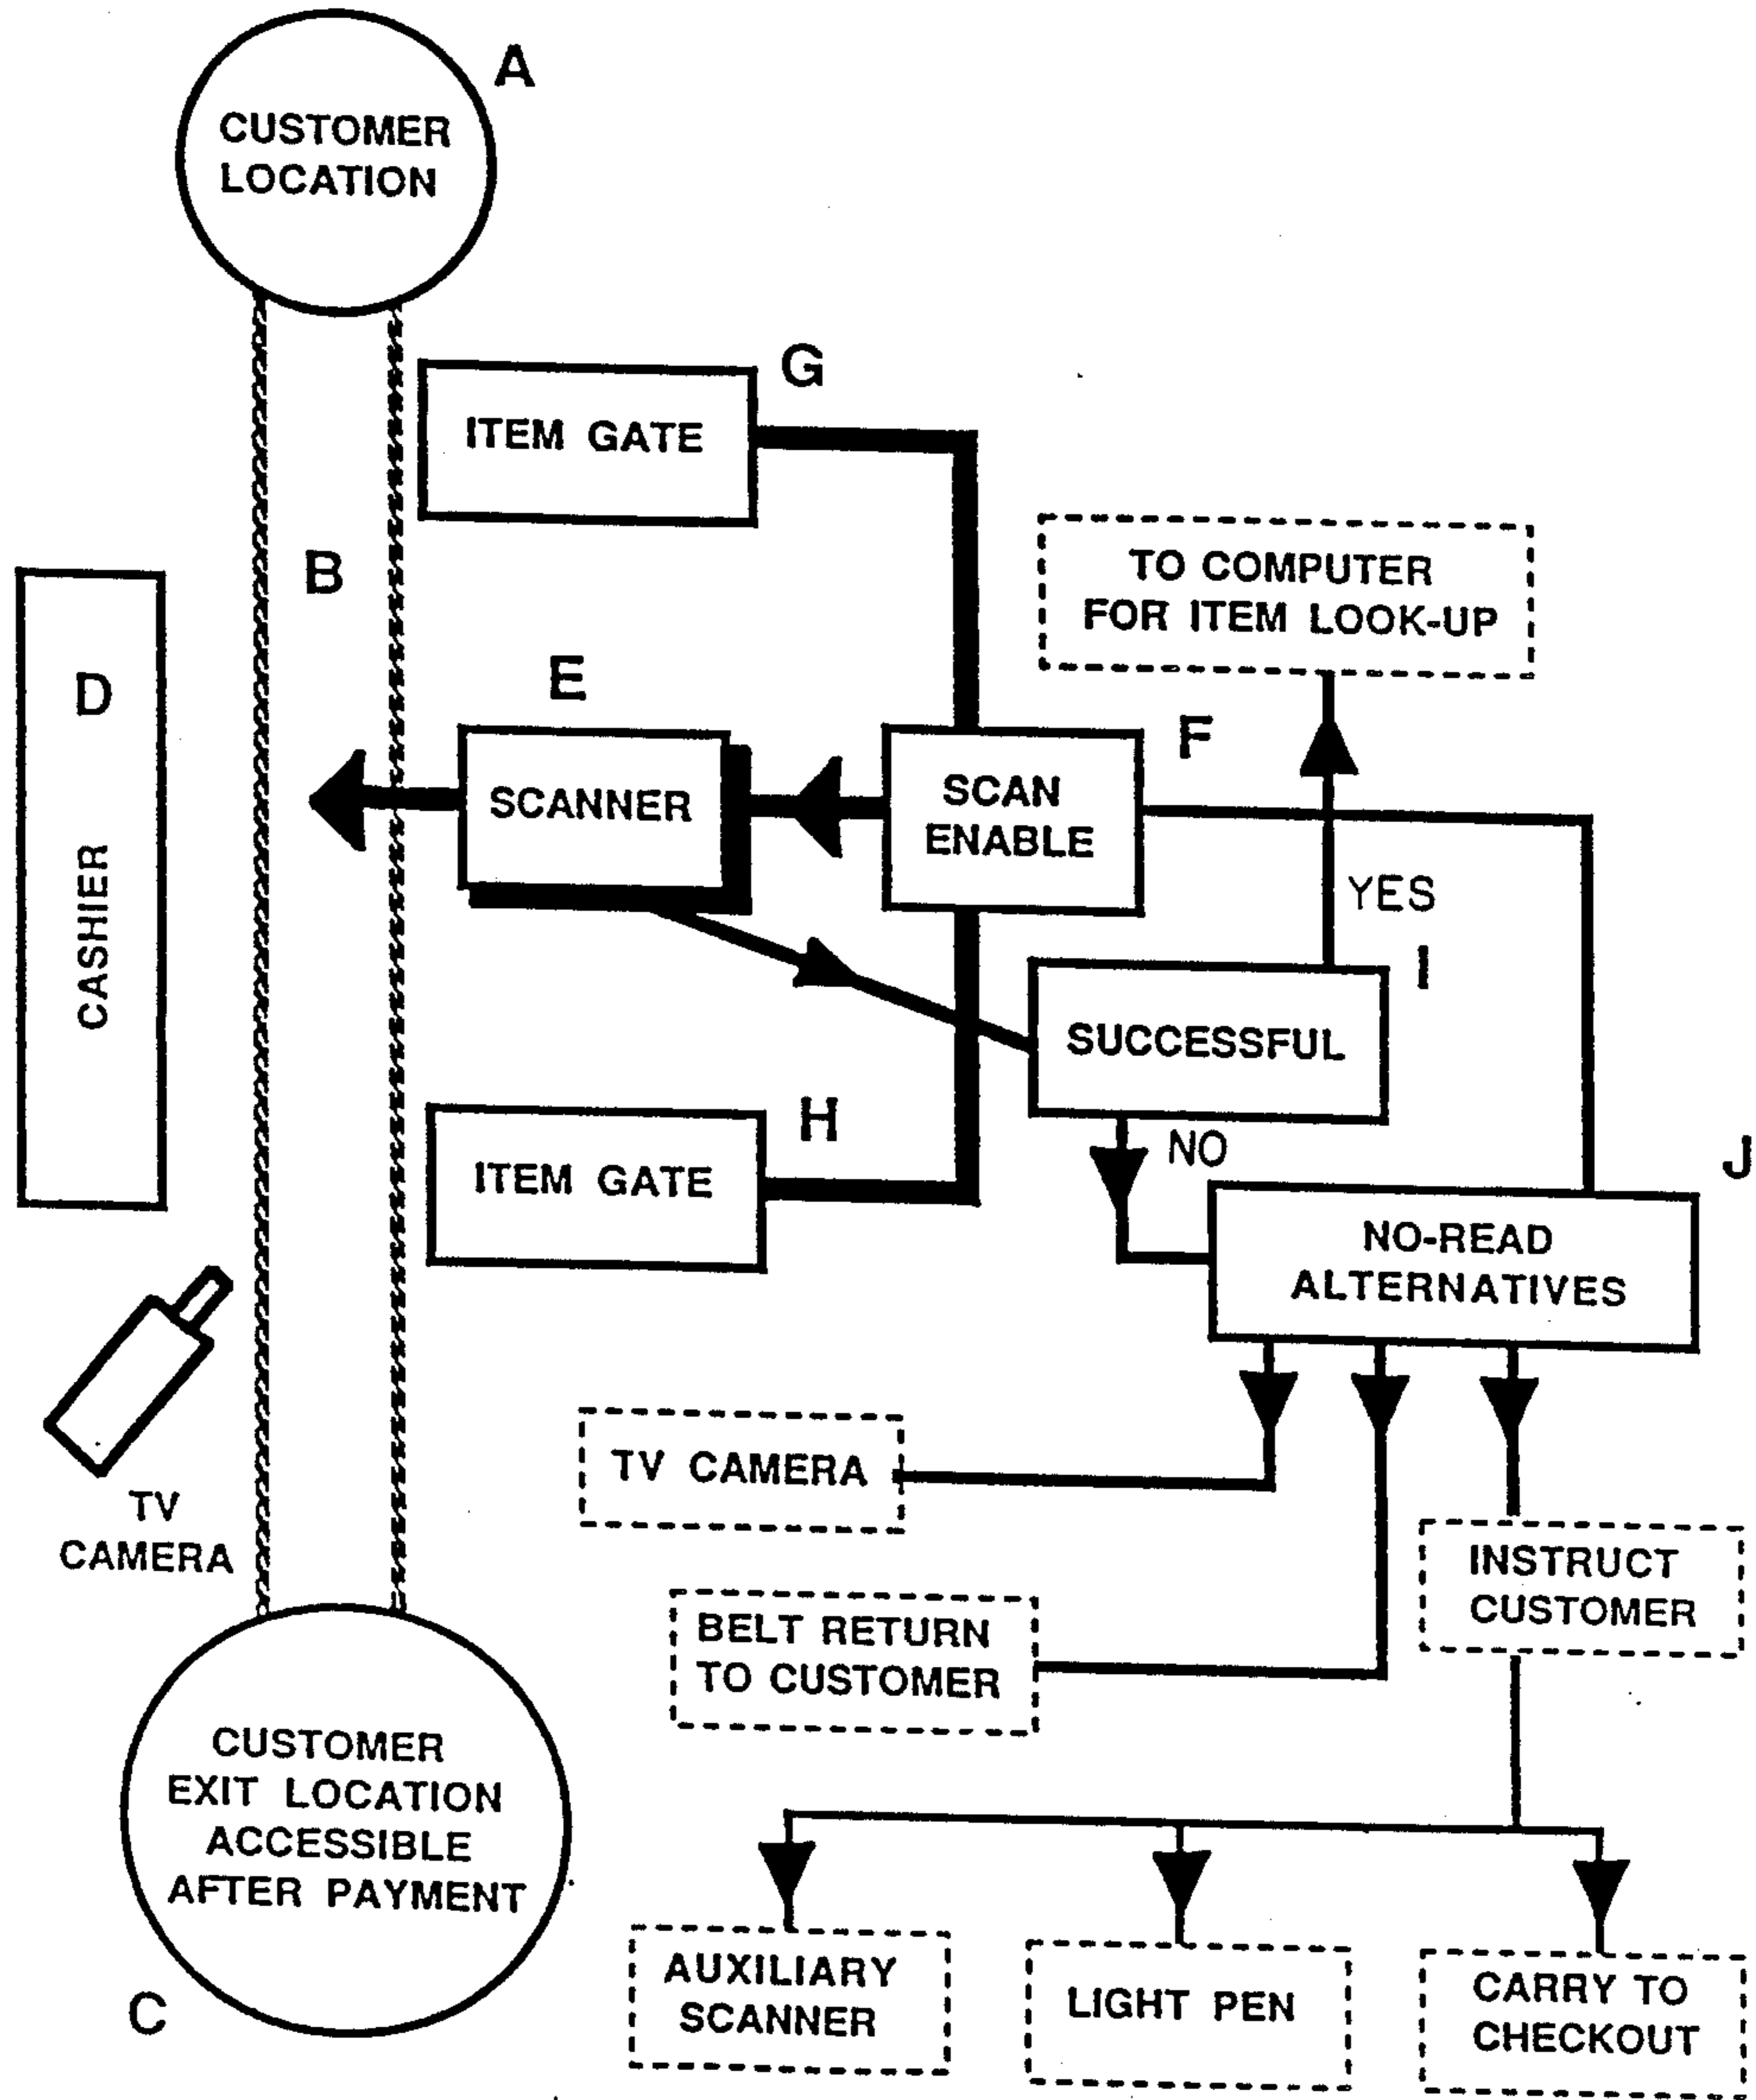 A
CUSTOMER
LOCATION
G
ITEM GATE
B
TO COMPUTER
FOR ITEM LOOK-UP
D
CASHIER
E
SCANNER
F
SCAN
ENABLE
YES
I
SUCCESSFUL
NO
H
ITEM GATE
J
NO-READ
ALTERNATIVES
TV CAMERA
TV
CAMERA
INSTRUCT
CUSTOMER
BELT RETURN
TO CUSTOMER
CUSTOMER
EXIT LOCATION
ACCESSIBLE
AFTER PAYMENT
C
AUXILIARY
SCANNER
LIGHT PEN
CARRY TO
CHECKOUT